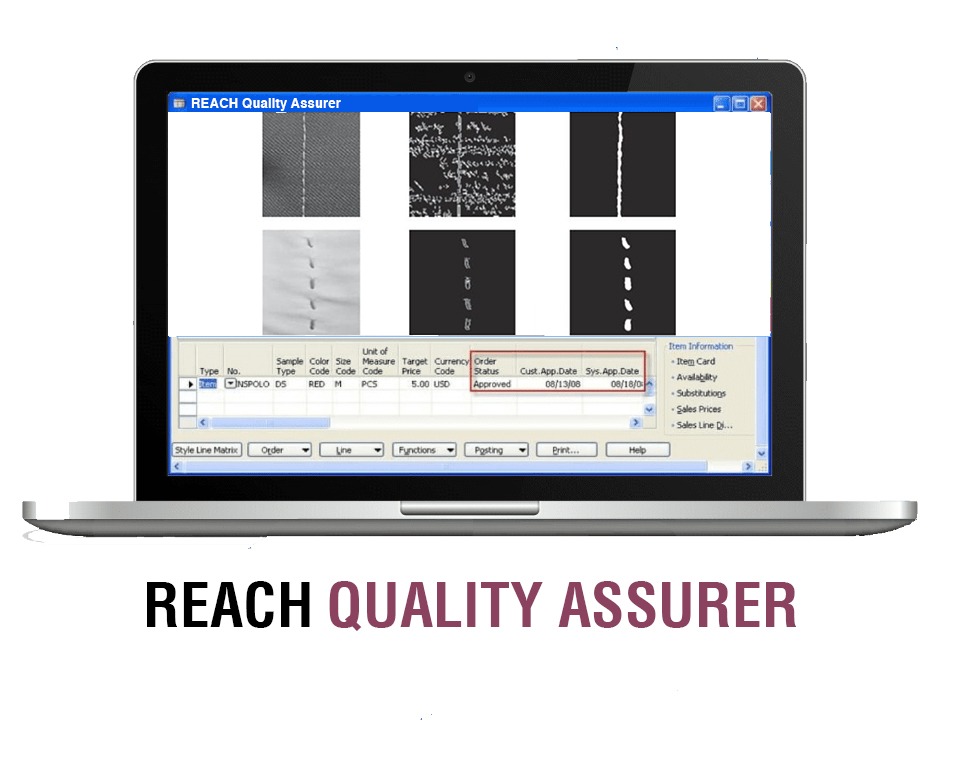 REACH Quality Assurer
Type No. Sample Type Color Code Size Code Unit of Measure Code Target Price Currency Code Order Status Cust.App.Date Sys.App.Date
Item NSPOLO DS RED M PCS 5.00 USD Approved 08/13/08 08/18/0
Item Information
Item Card
Availability
Substitutions
Sales Prices
Sales Line Di...
Style Line Matrix Order Line Functions Posting Print... Help
REACH QUALITY ASSURER